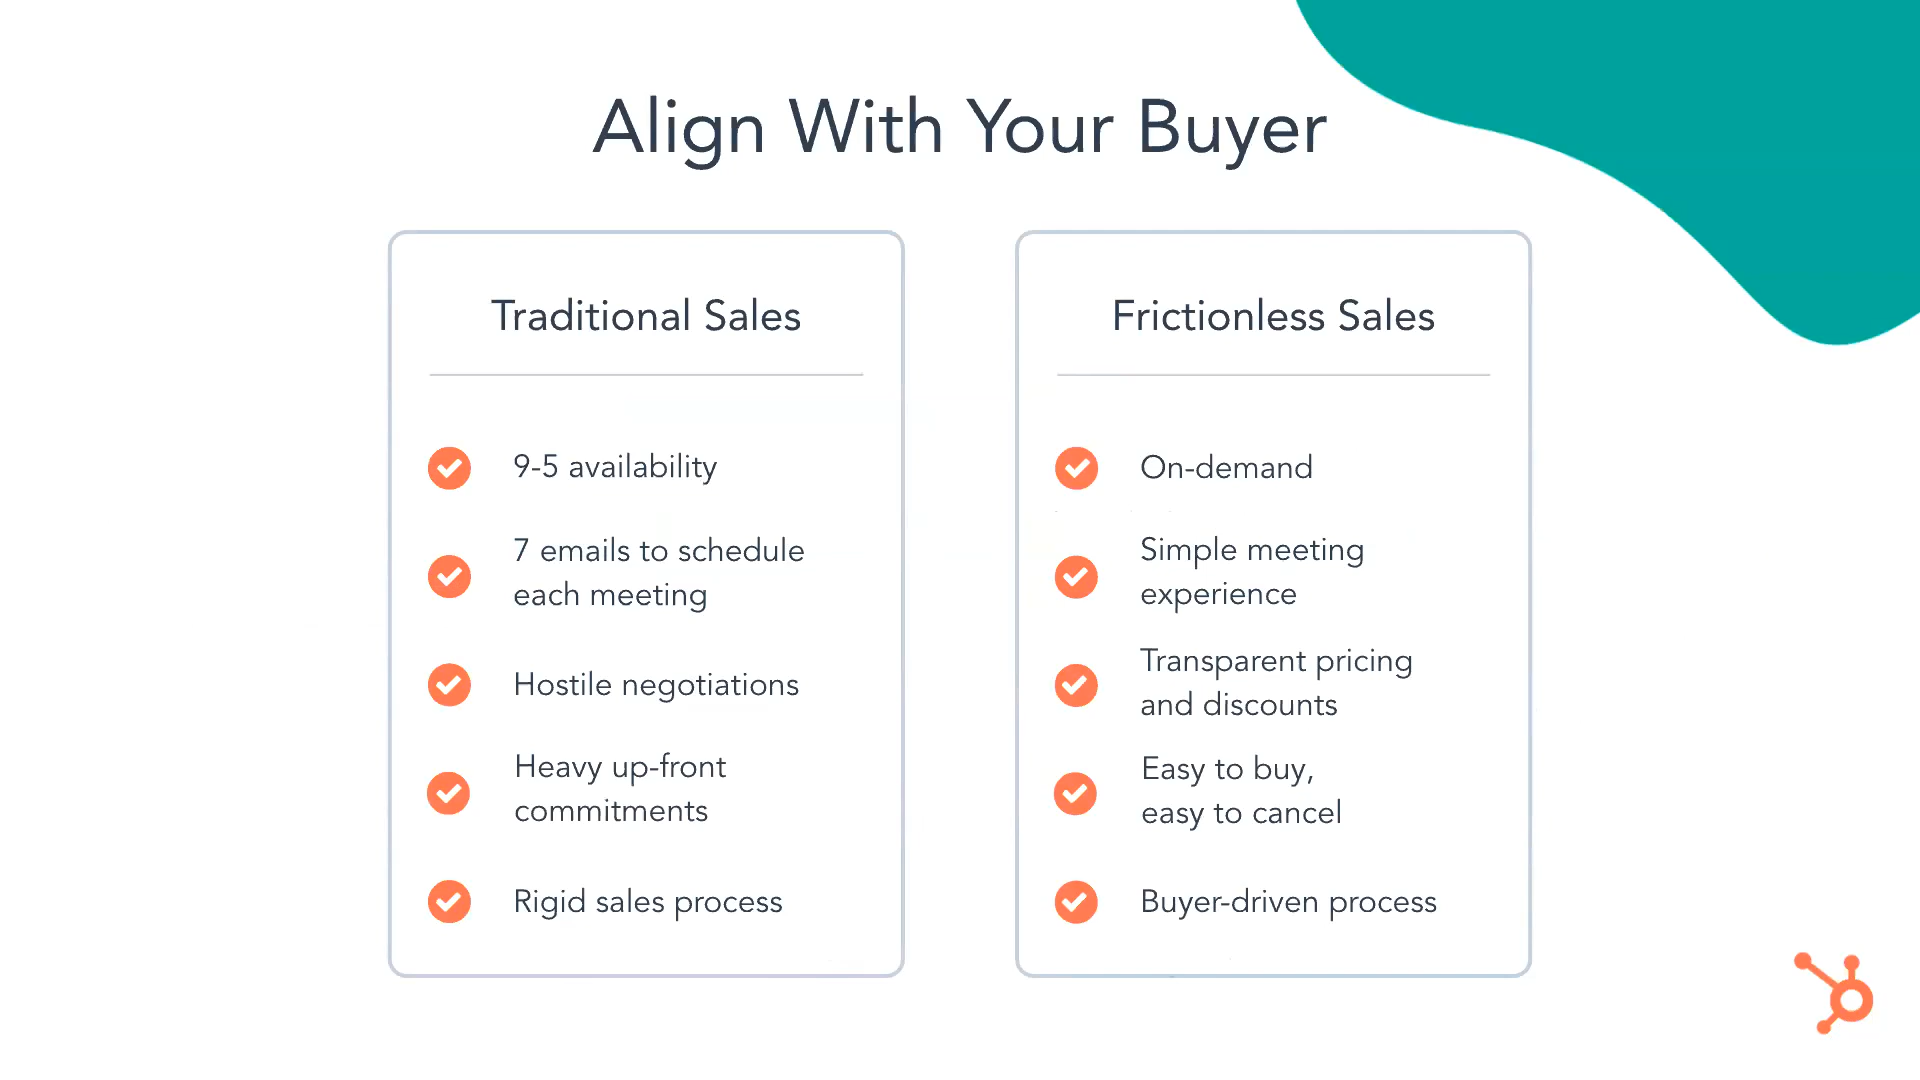 Align With Your Buyer
Traditional Sales
9-5 availability
7 emails to schedule
each meeting
Hostile negotiations
Heavy up-front
commitments
Rigid sales process
Frictionless Sales
On-demand
Simple meeting
experience
Transparent pricing
and discounts
Easy to buy,
easy to cancel
Buyer-driven process